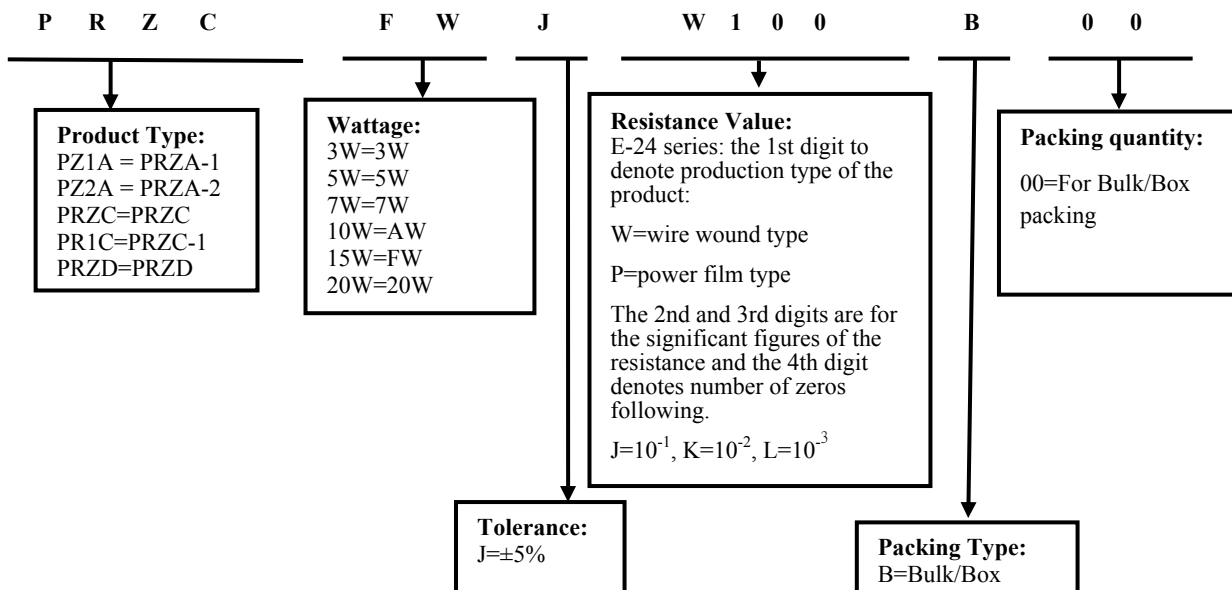 P R Z C F W J W 1 0 0 B 0 0
Product Type:
PZ1A = PRZA-1
PZ2A = PRZA-2
PRZC=PRZC
PR1C=PRZC-1
PRZD=PRZD
Wattage:
3W=3W
5W=5W
7W=7W
10W=AW
15W=FW
20W=20W
Resistance Value:
E-24 series: the 1st digit to
denote production type of the
product:
W=wire wound type
P=power film type
The 2nd and 3rd digits are for
the significant figures of the
resistance and the 4th digit
denotes number of zeros
following.
J=10⁻¹, K=10⁻², L=10⁻³
Packing quantity:
00=For Bulk/Box
packing
Tolerance:
J=±5%
Packing Type:
B=Bulk/Box